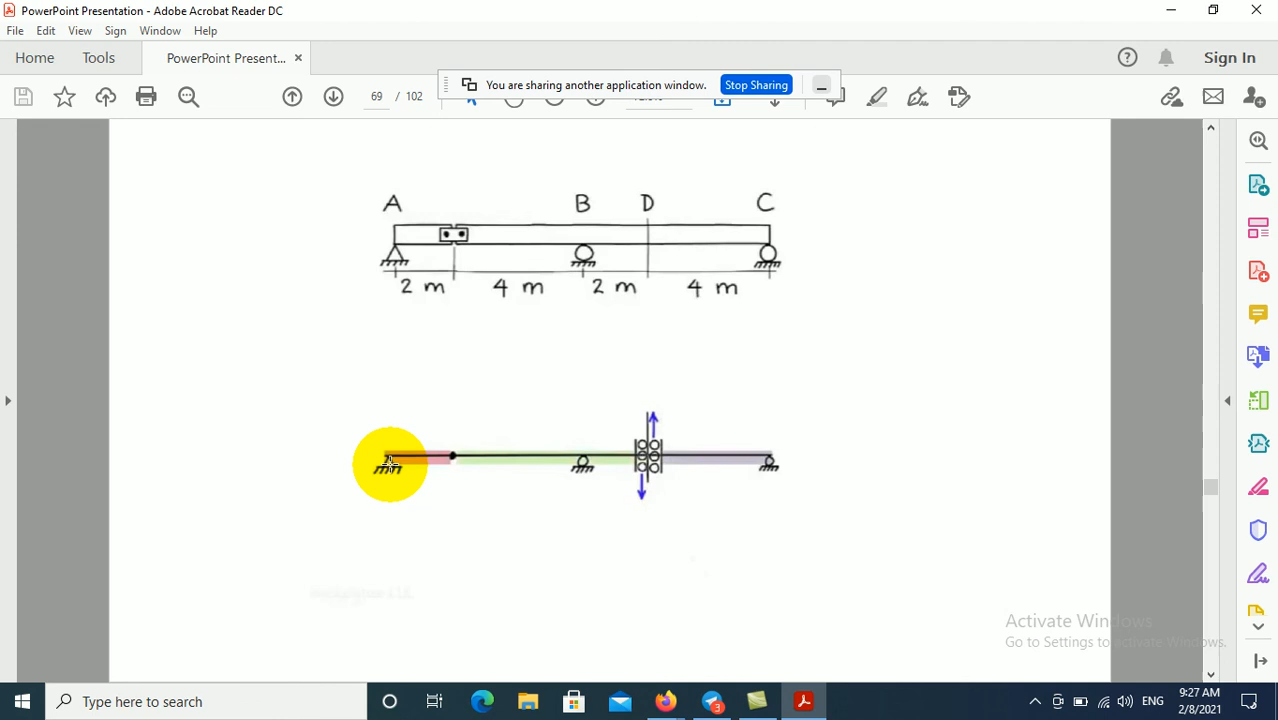 PowerPoint Presentation - Adobe Acrobat Reader DC
File Edit View Sign Window Help
Home Tools PowerPoint Present... × Sign In
You are sharing another application window. Stop Sharing
69 / 102
A B D C
2 m 4 m 2 m 4 m
Activate Windows
Go to Settings to activate Windows.
Type here to search
3
ENG
9:27 AM
2/8/2021